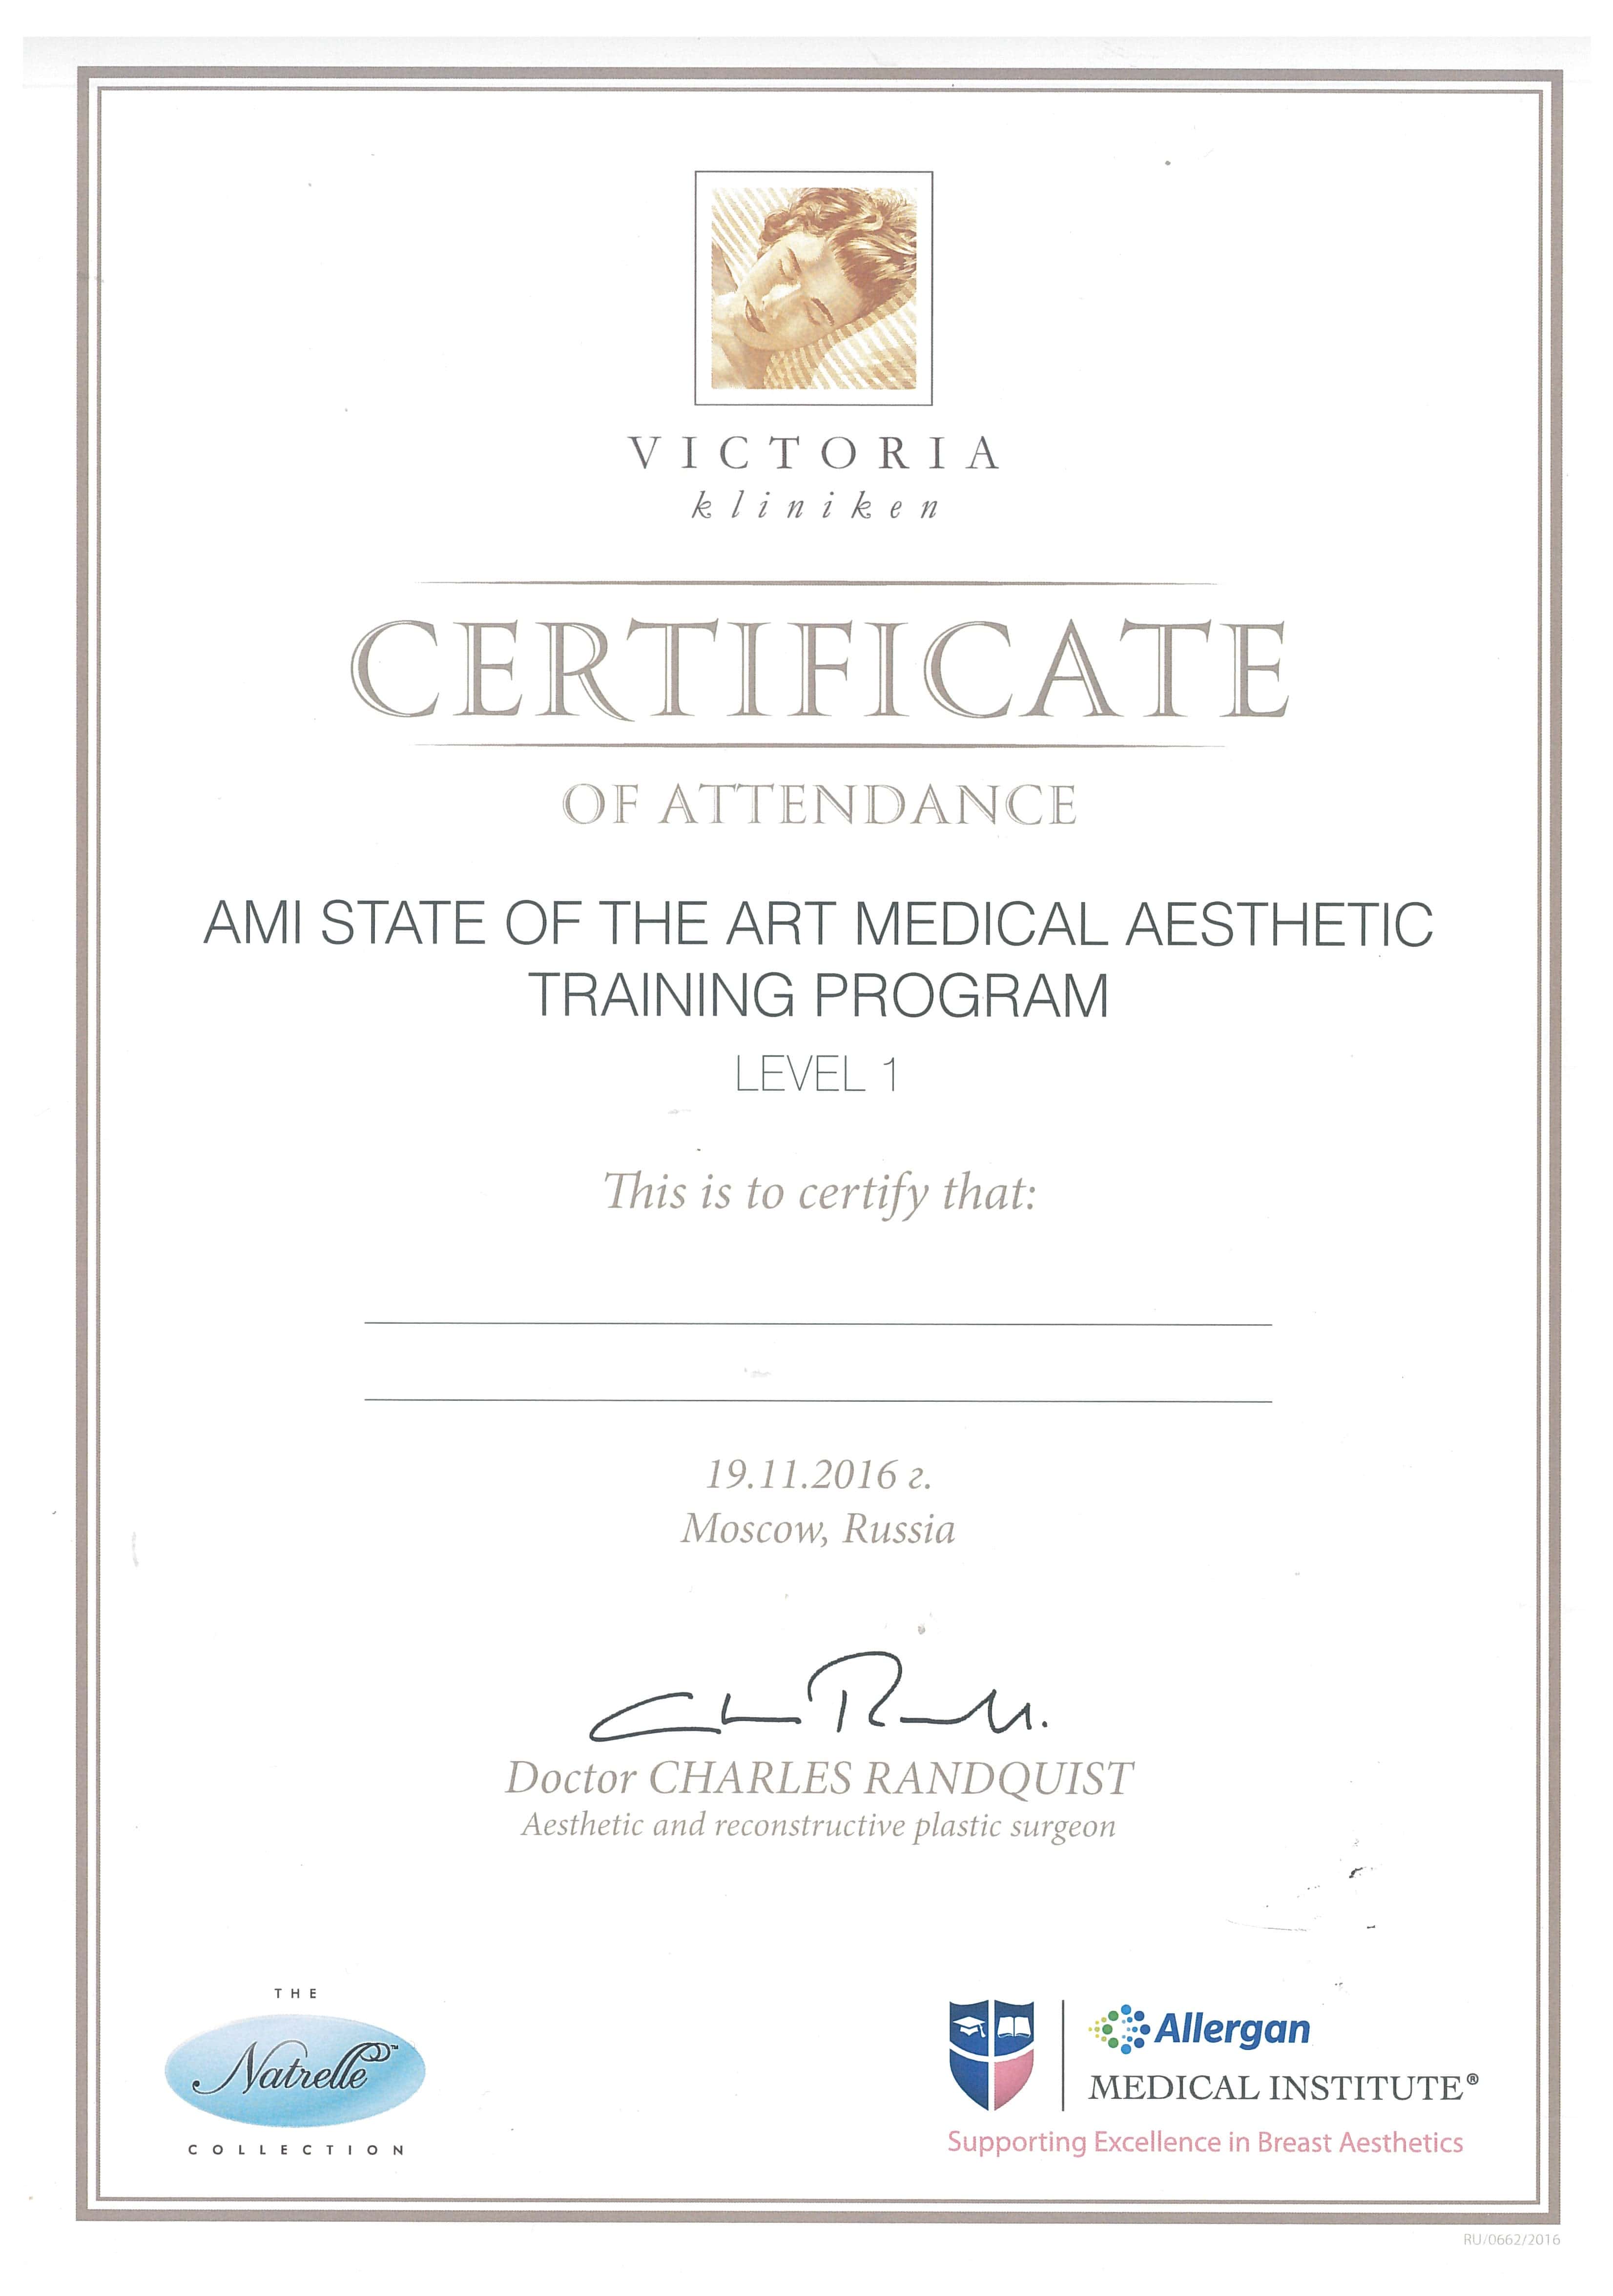 VICTORIA
kliniken
CERTIFICATE
OF ATTENDANCE
AMI STATE OF THE ART MEDICAL AESTHETIC
TRAINING PROGRAM
LEVEL 1
This is to certify that:
19.11.2016 г.
Moscow, Russia
Doctor CHARLES RANDQUIST
Aesthetic and reconstructive plastic surgeon
THE
Natrelle™
COLLECTION
Allergan
MEDICAL INSTITUTE®
Supporting Excellence in Breast Aesthetics
RU/0662/2016